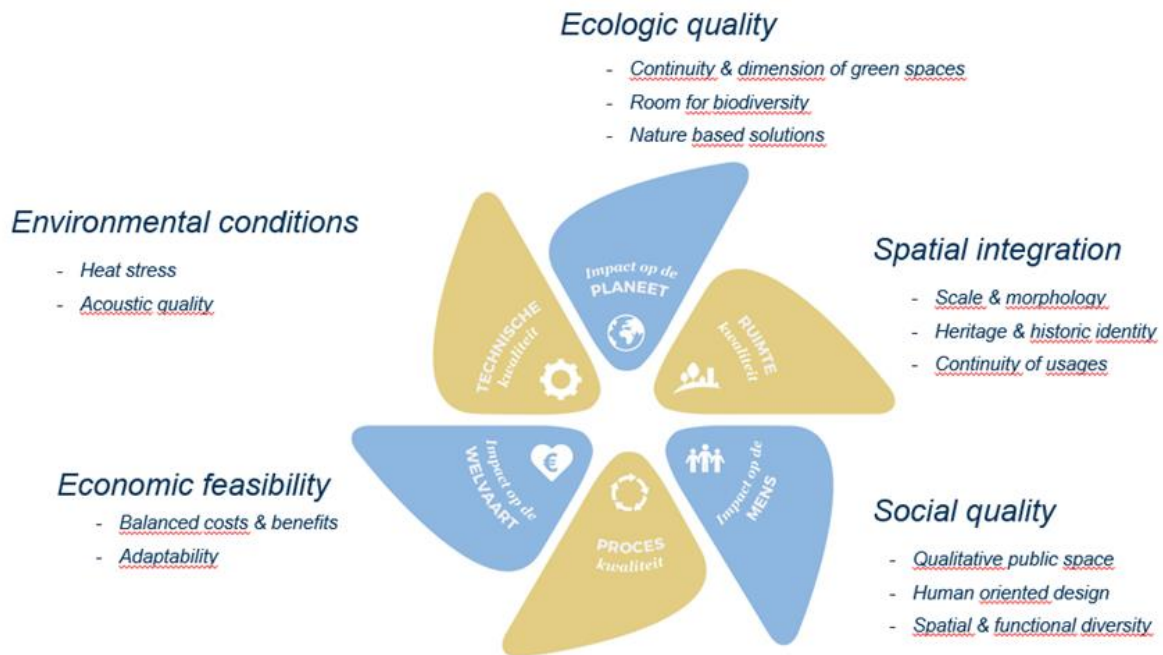 Ecologic quality
- Continuity & dimension of green spaces
- Room for biodiversity
- Nature based solutions
Environmental conditions
- Heat stress
- Acoustic quality
Spatial integration
- Scale & morphology
- Heritage & historic identity
- Continuity of usages
Impact op de
PLANEET
TECHNISCHE
kwaliteit
RUIMTE
kwaliteit
Impact op de
WELVAART
€
Impact op de
MENS
PROCES
kwaliteit
Economic feasibility
- Balanced costs & benefits
- Adaptability
Social quality
- Qualitative public space
- Human oriented design
- Spatial & functional diversity